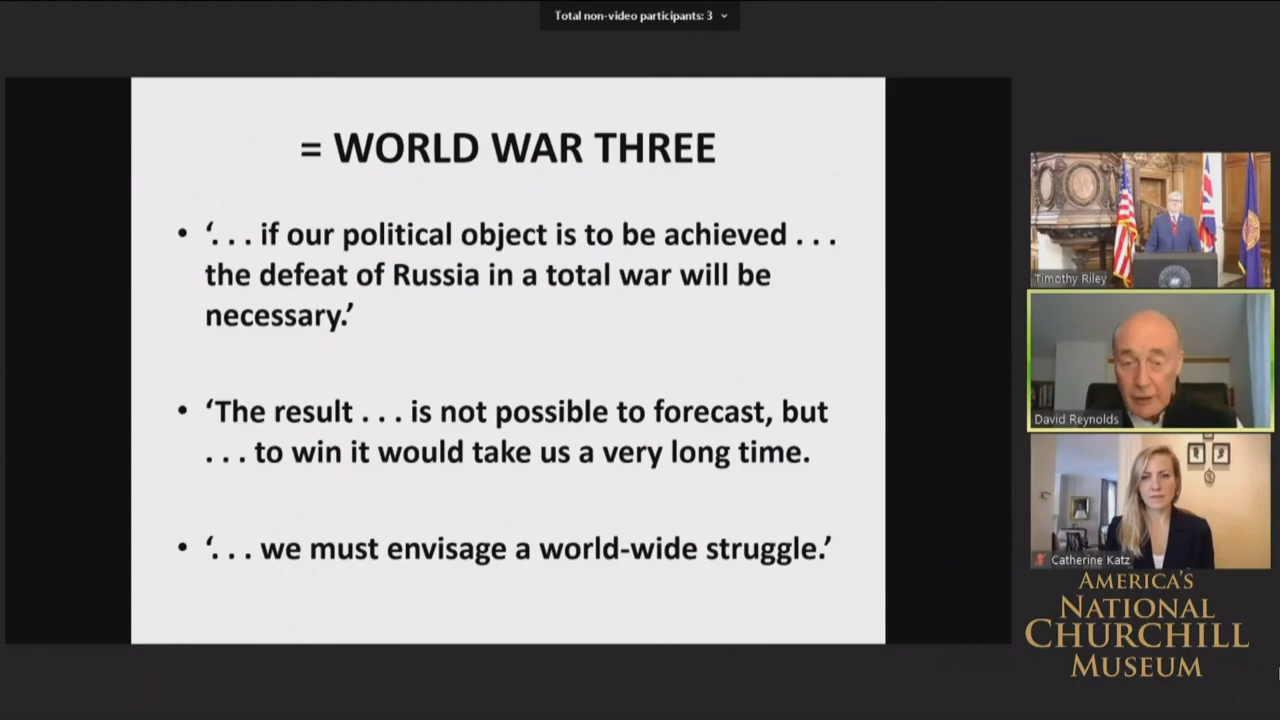 Total non-video participants: 3
= WORLD WAR THREE
• ‘. . . if our political object is to be achieved . . .
the defeat of Russia in a total war will be
necessary.’
• ‘The result . . . is not possible to forecast, but
. . . to win it would take us a very long time.
• ‘. . . we must envisage a world-wide struggle.’
Timothy Riley
David Reynolds
Catherine Katz
AMERICA'S
NATIONAL
CHURCHILL
MUSEUM